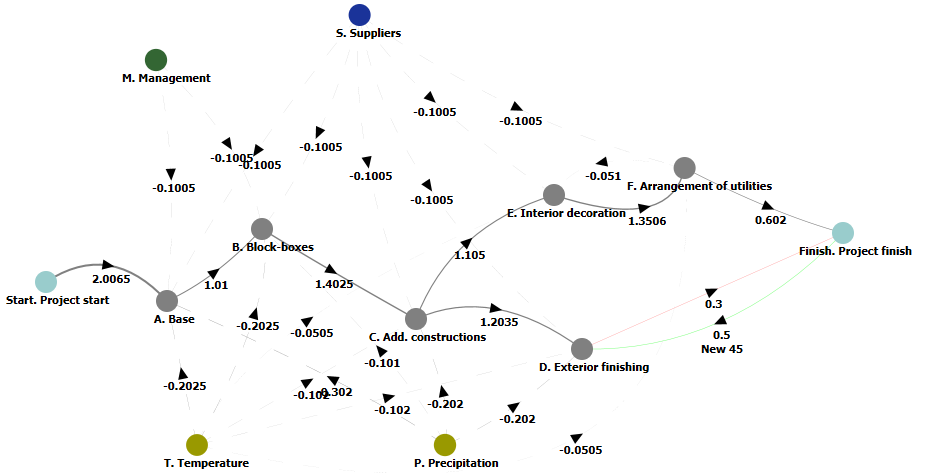 S. Suppliers
M. Management
-0.1005
-0.1005
-0.1005
-0.1005
-0.1005
-0.1005
-0.1005
-0.051
-0.1005
-0.1005
F. Arrangement of utilities
E. Interior decoration
1.3506
0.602
B. Block-boxes
Finish. Project finish
1.105
2.0065
1.01
1.4025
Start. Project start
0.3
A. Base
-0.2025
-0.0505
C. Add. constructions
1.2035
0.5
New 45
-0.101
D. Exterior finishing
-0.2025
-0.102
-0.302
-0.102
-0.202
-0.202
-0.0505
T. Temperature
P. Precipitation